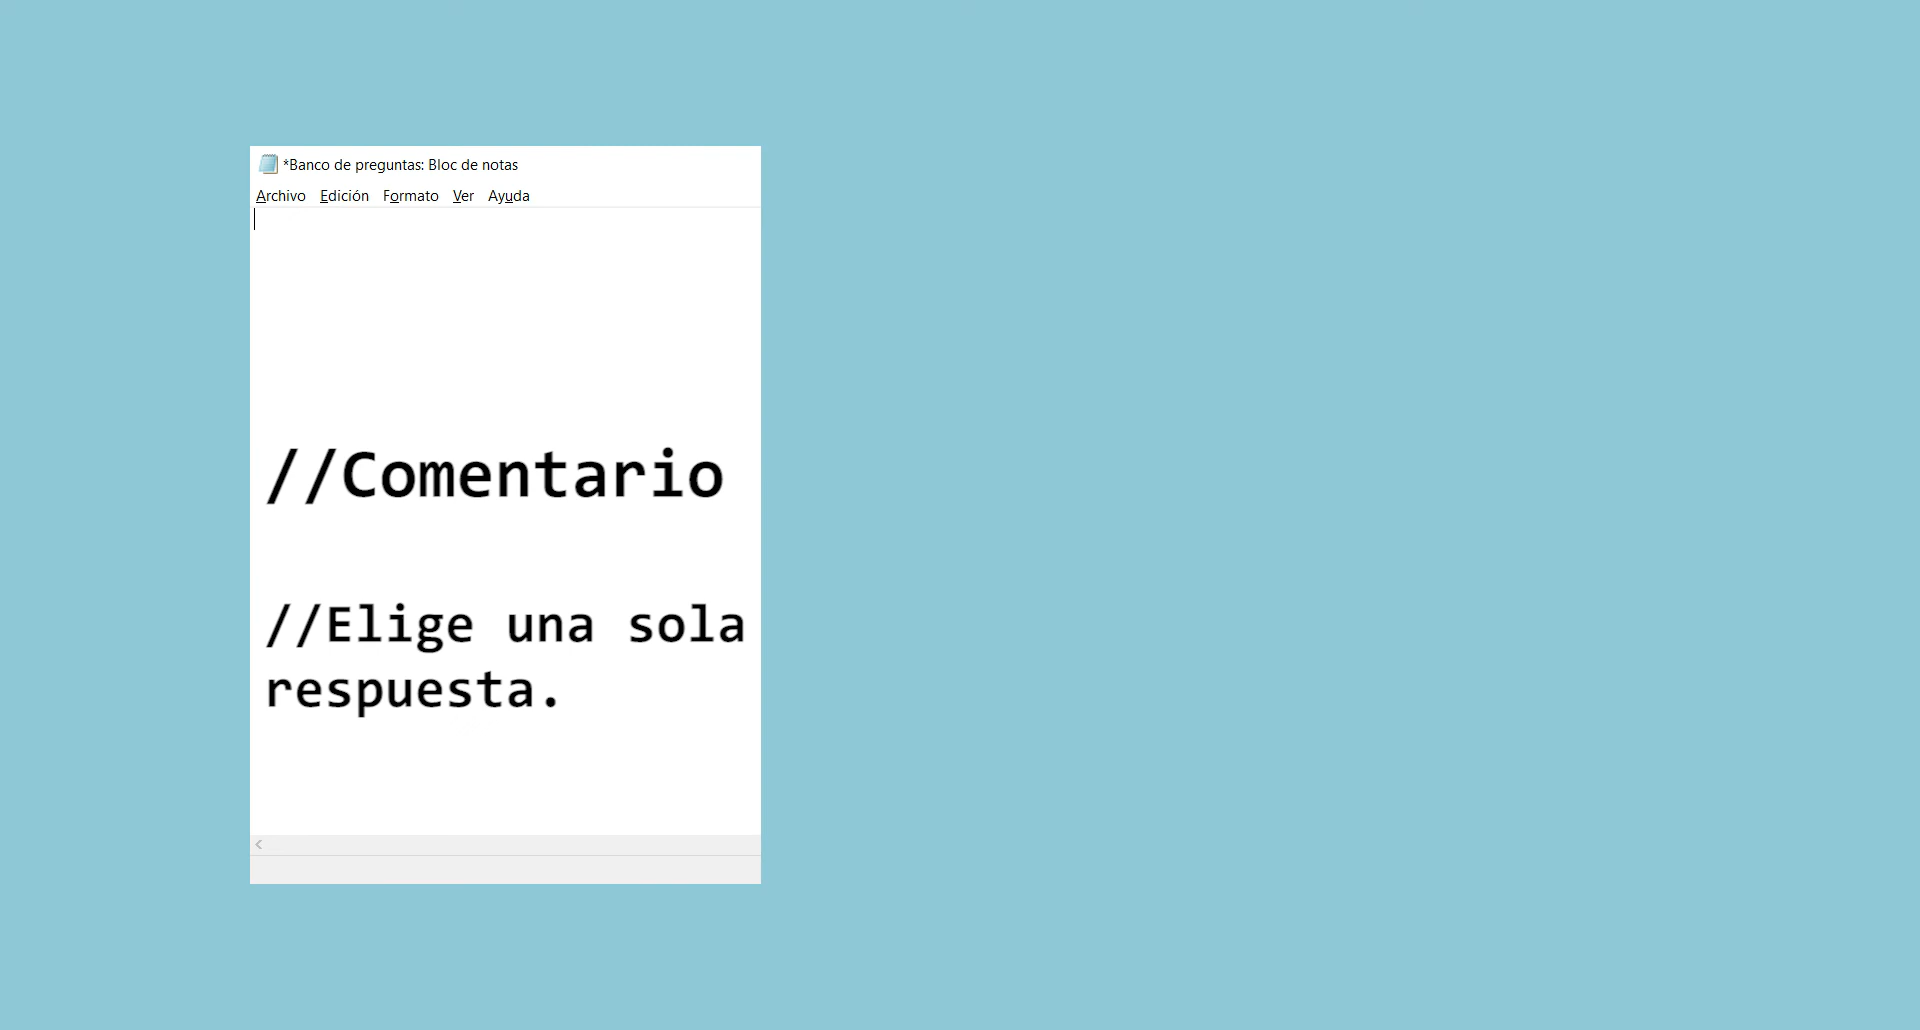 *Banco de preguntas: Bloc de notas
Archivo Edición Formato Ver Ayuda
//Comentario
//Elige una sola
respuesta.